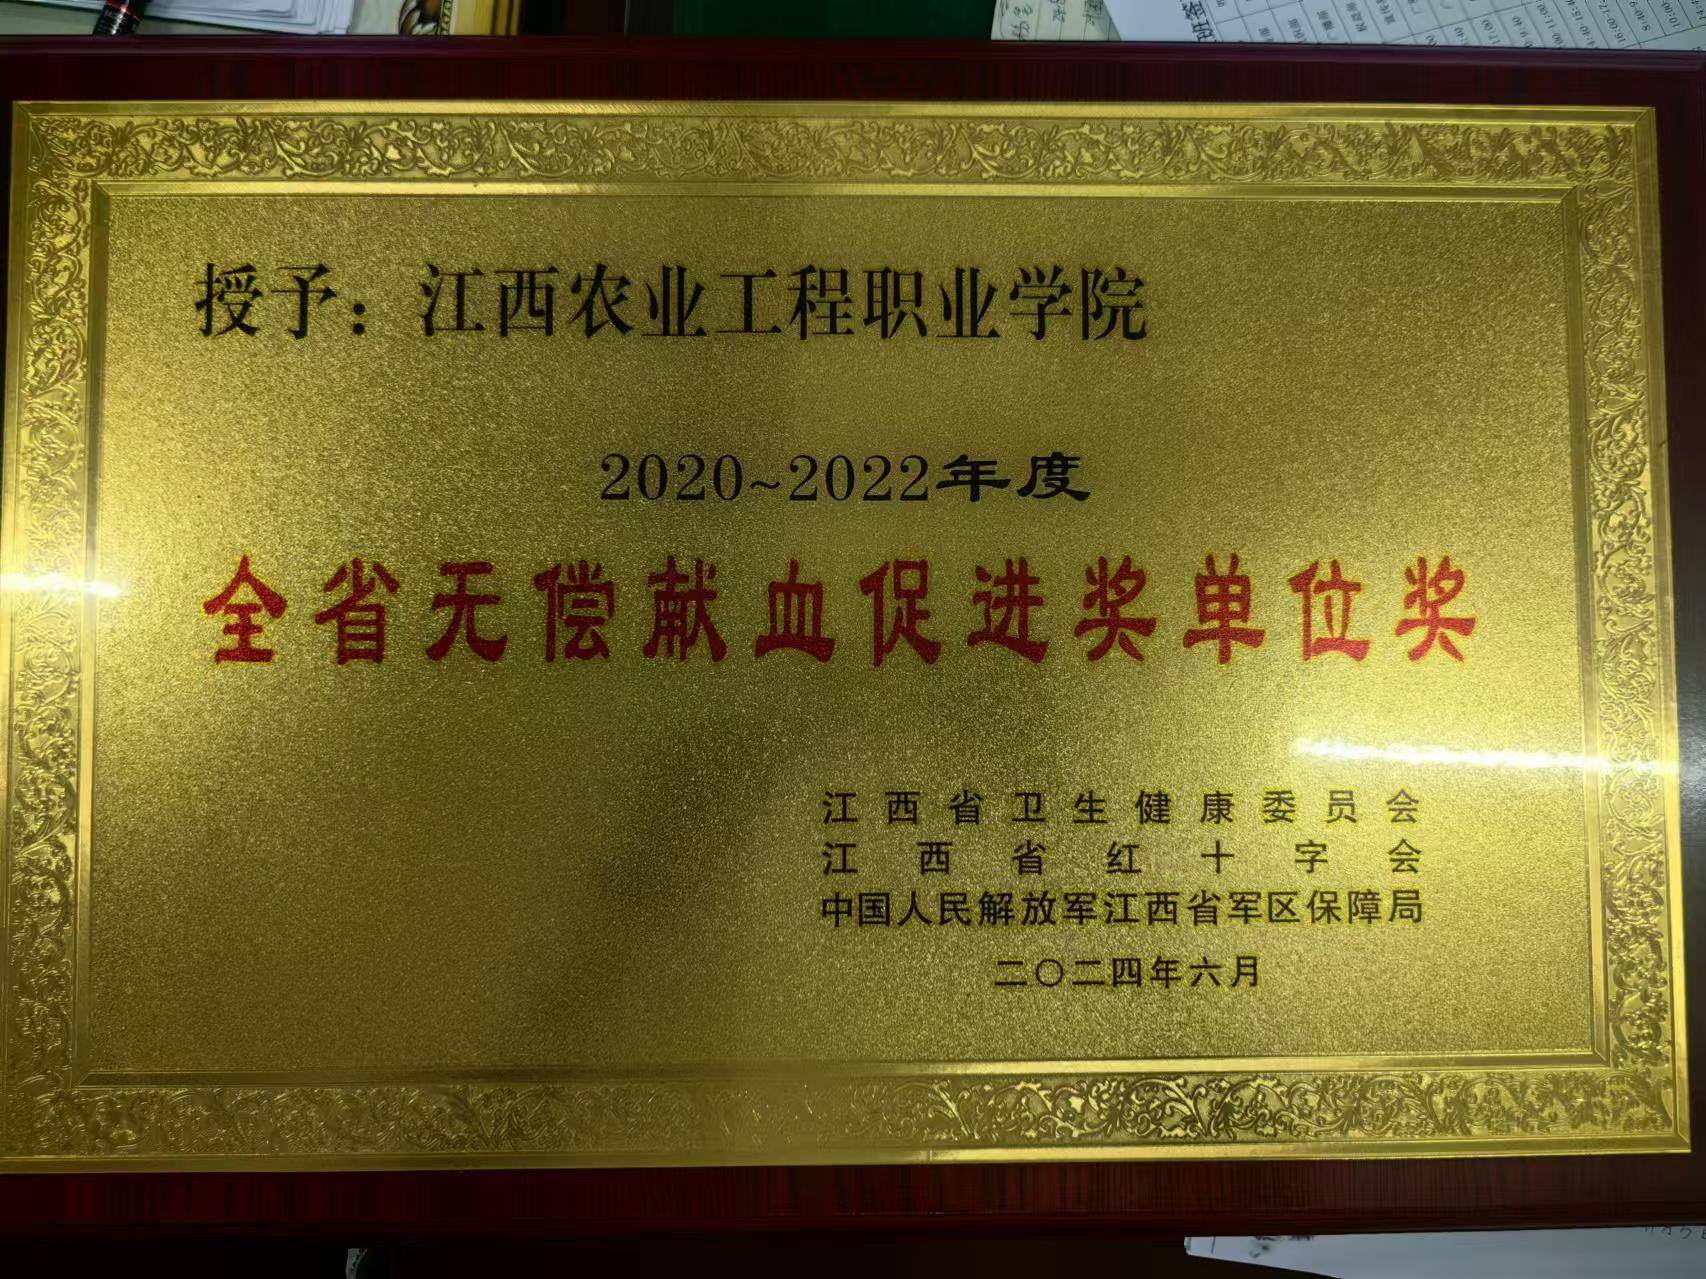 授予：江西农业工程职业学院
2020~2022年度
全省无偿献血促进奖单位奖
江西省卫生健康委员会
江西省红十字会
中国人民解放军江西省军区保障局
二〇二四年六月